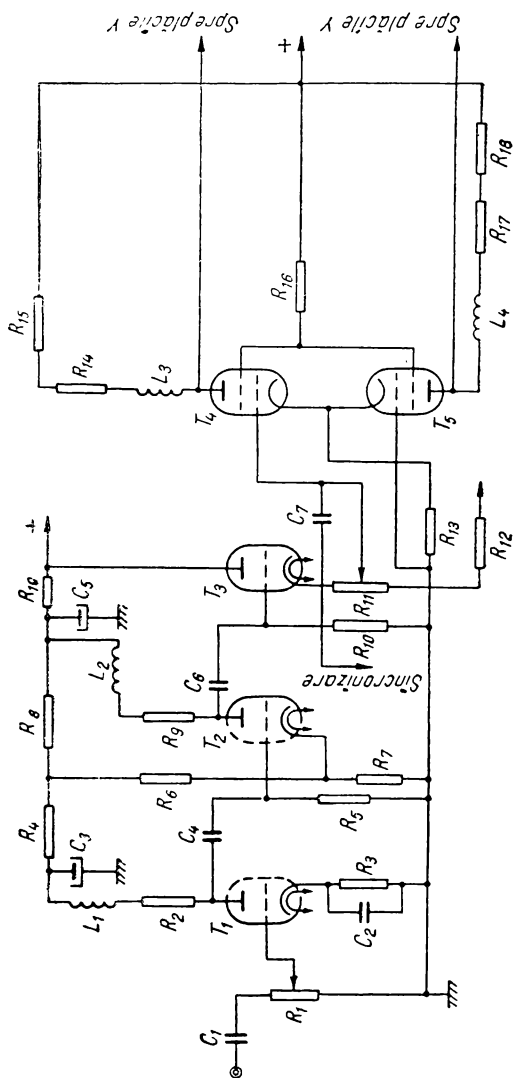 Spre plăcile Y
+
Spre plăcile Y
R15
R14
L3
R16
R18
R17
L4
T4
T5
+
R10
C5
L2
R8
R9
C6
T3
C7
R11
R13
R12
R10
Sincronizare
T2
R6
R7
R4
C3
L1
R2
C4
R5
T1
R3
C2
R1
C1